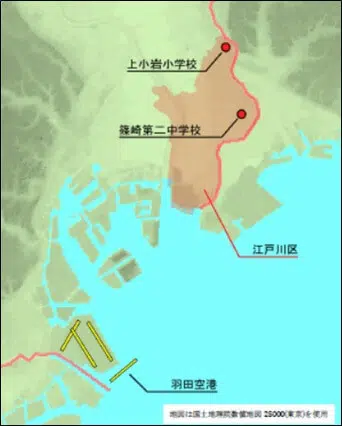 上小岩小学校
篠崎第二中学校
江戸川区
羽田空港
地図は国土地理院数値地図 25000(東京)を使用